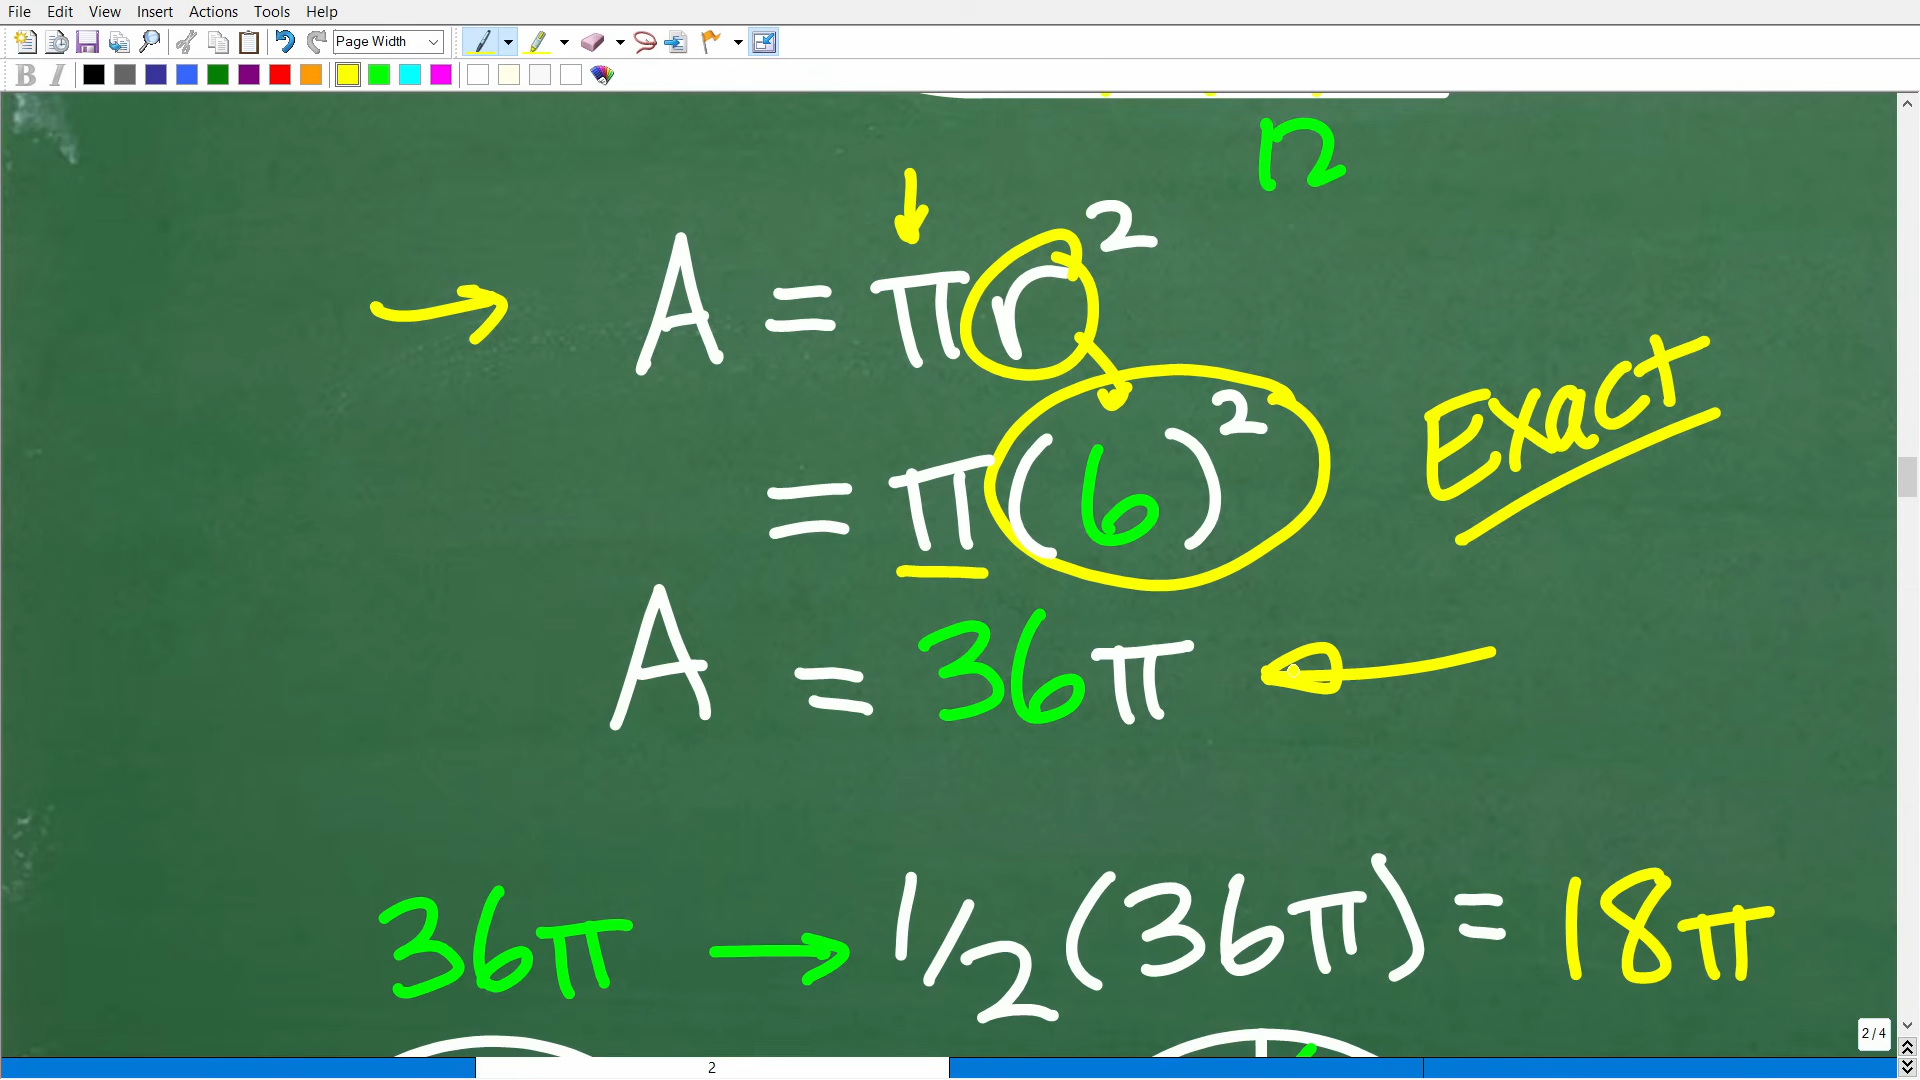 File Edit View Insert Actions Tools Help
Page Width
B I
12
A = πr²
Exact
= π(6)²
A = 36π
36π → 1/2(36π) = 18π
2 / 4
2